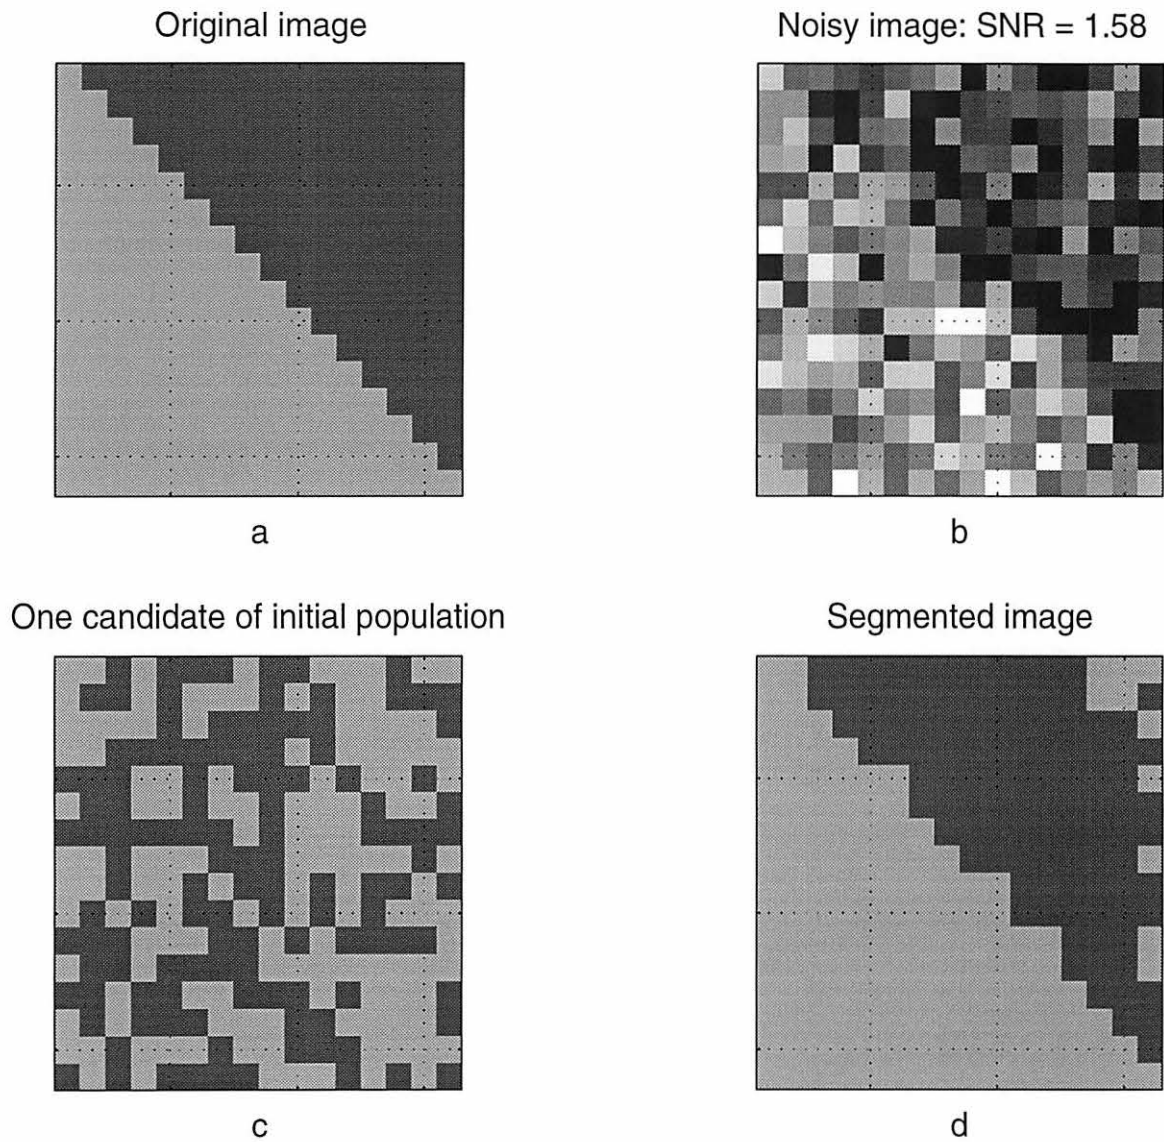 Original image
Noisy image: SNR = 1.58
a
b
One candidate of initial population
Segmented image
c
d